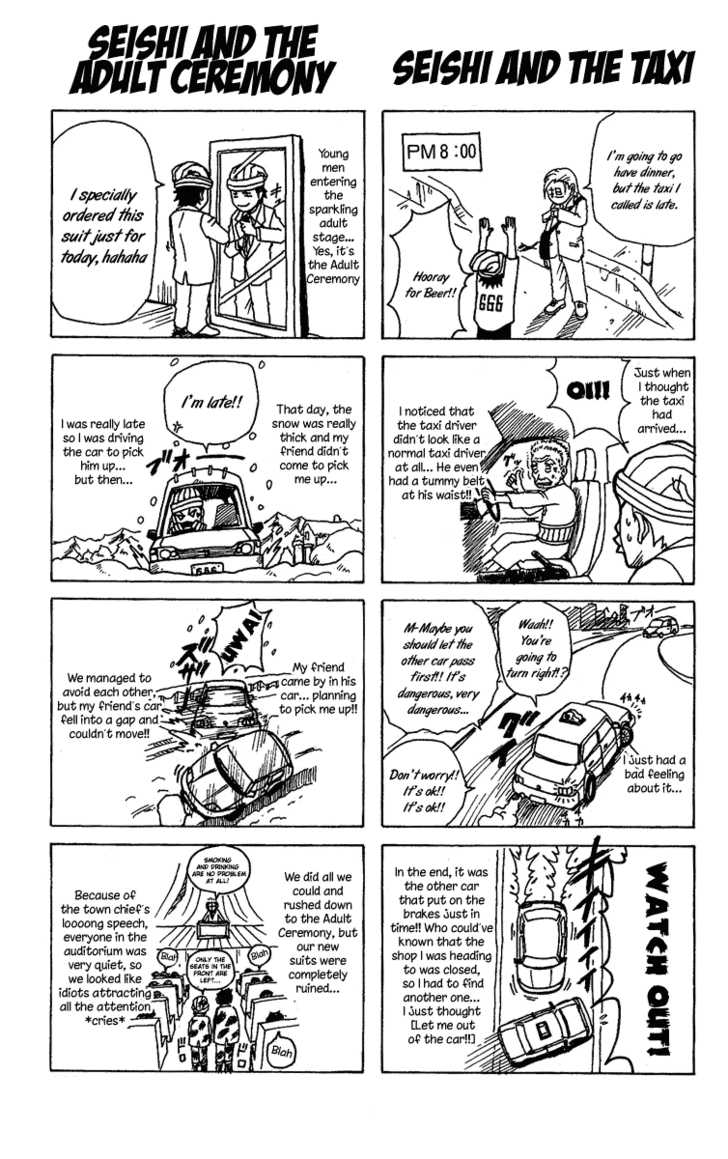 SEISHI AND THE TAXI
PM 8:00
I'm going to go
have dinner,
but the taxi I
called is late.
Hooray
for Beer!!
666
Just when
I thought
the taxi
had
arrived...
OI!!
I noticed that
the taxi driver
didn't look like a
normal taxi driver
at all... He even
had a tummy belt
at his waist!!
ブオ
Waah!!
You're
going to
turn right!?
M-Maybe you
should let the
other car pass
first!! It's
dangerous, very
dangerous...
I just had a
bad feeling
about it...
Don't worry!!
It's ok!!
It's ok!!
WATCH OUT!
In the end, it was
the other car
that put on the
brakes just in
time!! Who could've
known that the
shop I was heading
to was closed,
so I had to find
another one...
I just thought
[Let me out
of the car!!]
SEISHI AND THE
ADULT CEREMONY
Young
men
entering
the
sparkling
adult
stage...
Yes, it's
the Adult
Ceremony
I specially
ordered this
suit just for
today, hahaha
That day, the
snow was really
thick and my
friend didn't
come to pick
me up...
I'm late!!
I was really late
so I was driving
the car to pick
him up...
but then...
ブオー
666
UWA!
My friend
came by in his
car... planning
to pick me up!!
We managed to
avoid each other,
but my friend's car
fell into a gap and
couldn't move!!
We did all we
could and
rushed down
to the Adult
Ceremony, but
our new
suits were
completely
ruined...
SMOKING
AND DRINKING
ARE NO PROBLEM
AT ALL!
Blah
Blah
ONLY THE
SEATS IN THE
FRONT ARE
LEFT....
Blah
Because of
the town chief's
loooong speech,
everyone in the
auditorium was
very quiet, so
we looked like
idiots attracting
all the attention
*cries*